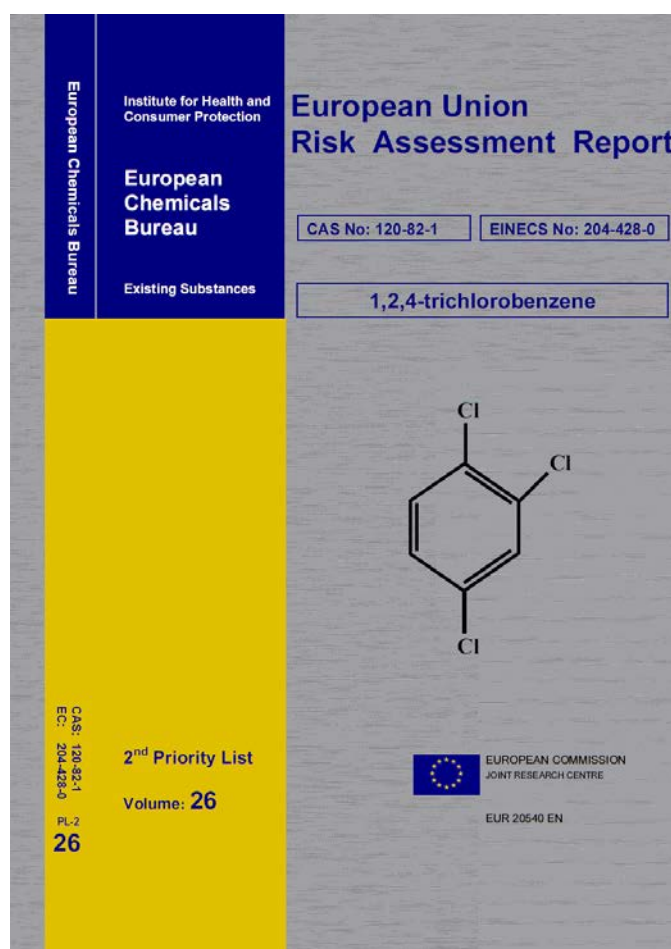 European Chemicals Bureau
Institute for Health and
Consumer Protection
European
Chemicals
Bureau
Existing Substances
European Union
Risk Assessment Report
CAS No: 120-82-1
EINECS No: 204-428-0
1,2,4-trichlorobenzene
Cl
Cl
Cl
CAS: 120-82-1
EC: 204-428-0
PL-2
26
2nd Priority List
Volume: 26
EUROPEAN COMMISSION
JOINT RESEARCH CENTRE
EUR 20540 EN